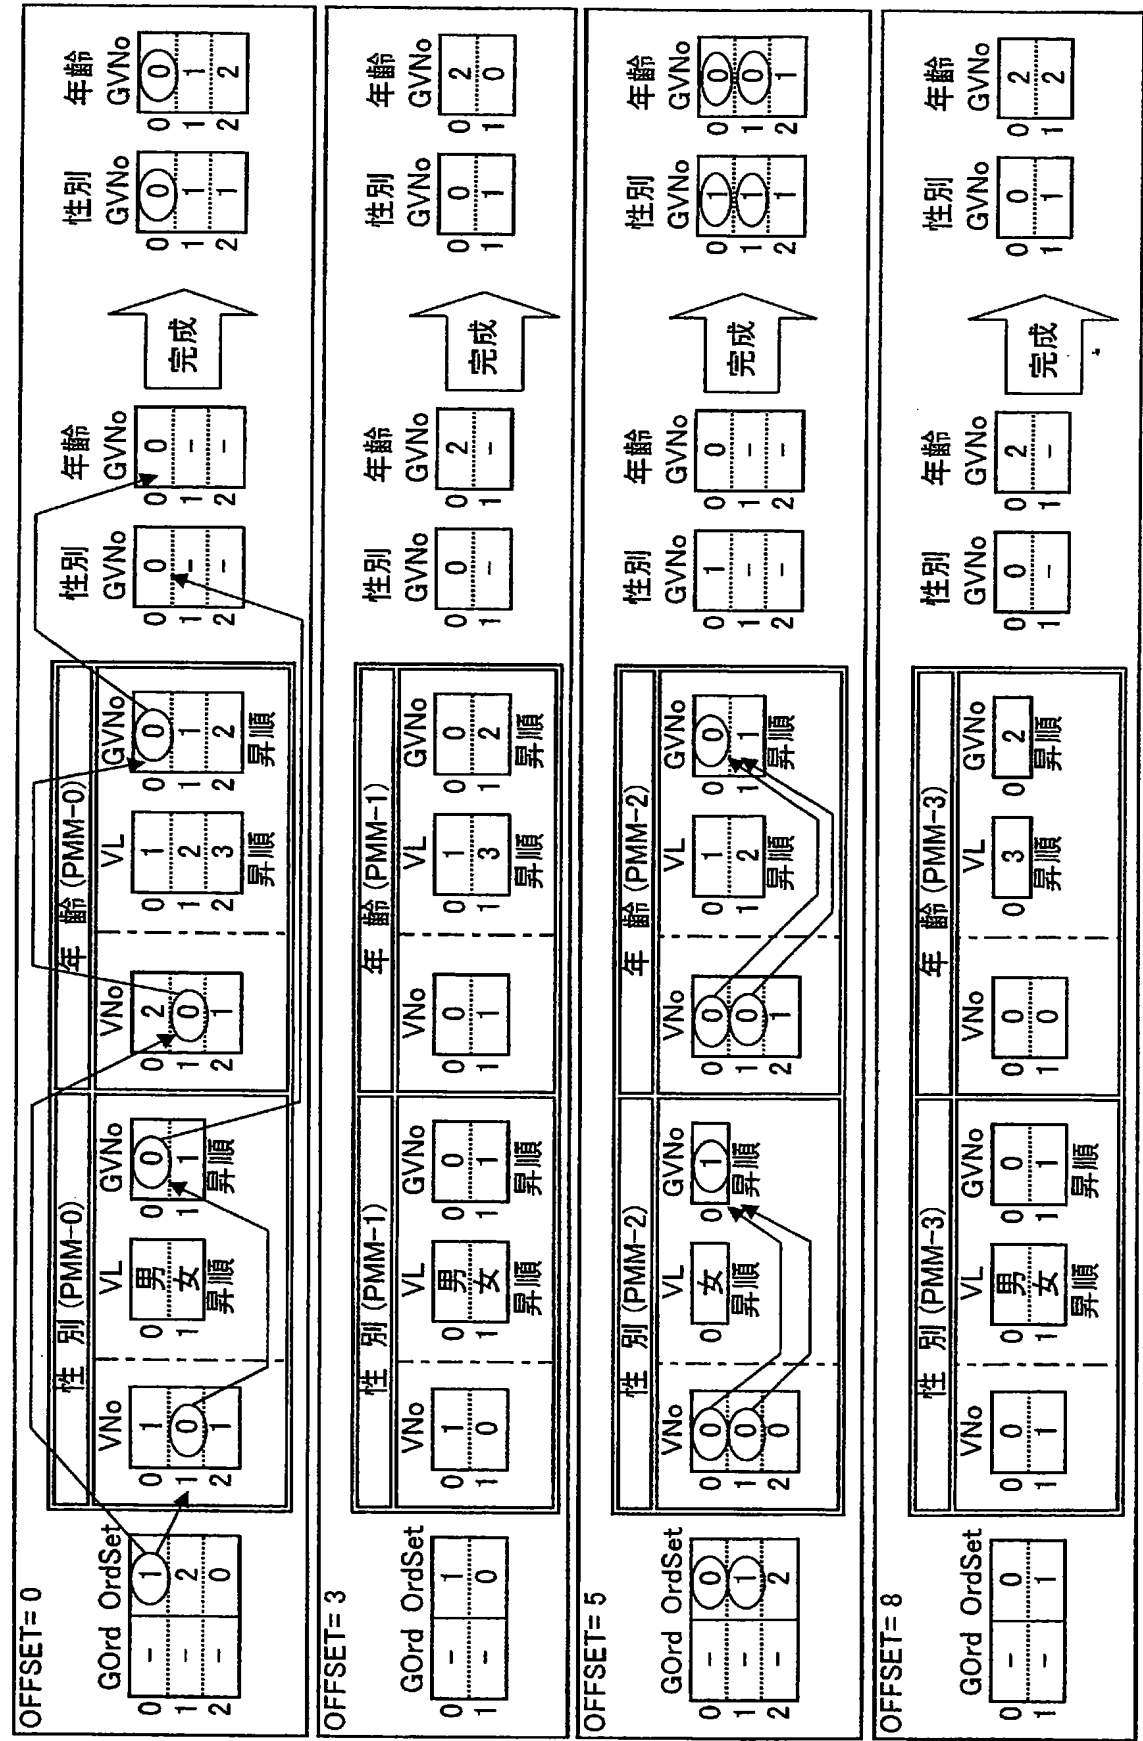 OFFSET=0
性 別(PMM-0) 年 齢(PMM-0) 性別 年齢 性別 年齢
GOrd OrdSet VNo VL GVNo VNo VL GVNo GVNo GVNo GVNo GVNo
0 - 1 0 1 0 男 0 0 0 2 0 1 0 0 0 0 0 0 完成 0 0 0 0
1 - 2 1 0 1 女 1 1 1 0 1 2 1 1 1 - 1 - 1 1 1 1
2 - 0 2 1 昇順 昇順 2 1 2 3 2 2 2 - 2 - 2 1 2 2
昇順 昇順
OFFSET=3
性 別(PMM-1) 年 齢(PMM-1) 性別 年齢 性別 年齢
GOrd OrdSet VNo VL GVNo VNo VL GVNo GVNo GVNo GVNo GVNo
0 - 1 0 1 0 男 0 0 0 0 0 1 0 0 0 0 0 2 完成 0 0 0 2
1 - 0 1 0 1 女 1 1 1 1 1 3 1 2 1 - 1 - 1 1 1 0
昇順 昇順 昇順 昇順
OFFSET=5
性 別(PMM-2) 年 齢(PMM-2) 性別 年齢 性別 年齢
GOrd OrdSet VNo VL GVNo VNo VL GVNo GVNo GVNo GVNo GVNo
0 - 0 0 0 0 女 0 1 0 0 0 1 0 0 0 1 0 0 完成 0 1 0 0
1 - 1 1 0 昇順 昇順 1 0 1 2 1 1 1 - 1 - 1 1 1 0
2 - 2 2 0 2 1 昇順 昇順 2 - 2 - 2 1 2 1
OFFSET=8
性 別(PMM-3) 年 齢(PMM-3) 性別 年齢 性別 年齢
GOrd OrdSet VNo VL GVNo VNo VL GVNo GVNo GVNo GVNo GVNo
0 - 0 0 0 0 男 0 0 0 0 0 3 0 2 0 0 0 2 完成 0 0 0 2
1 - 1 1 1 1 女 1 1 1 0 昇順 昇順 1 - 1 - 1 1 1 2
昇順 昇順